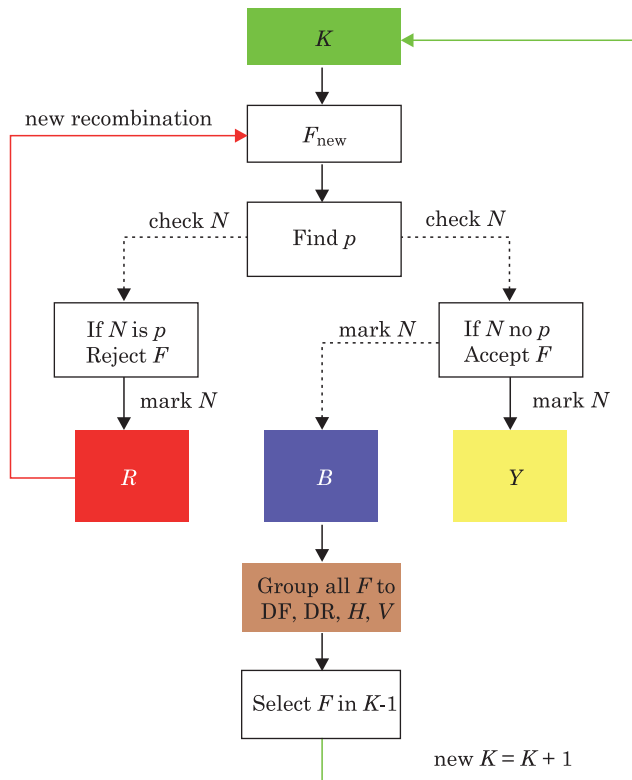 K
new recombination
Fnew
check N
check N
Find p
If N is p
Reject F
mark N
If N no p
Accept F
mark N
mark N
R
B
Y
Group all F to
DF, DR, H, V
Select F in K-1
new K = K + 1